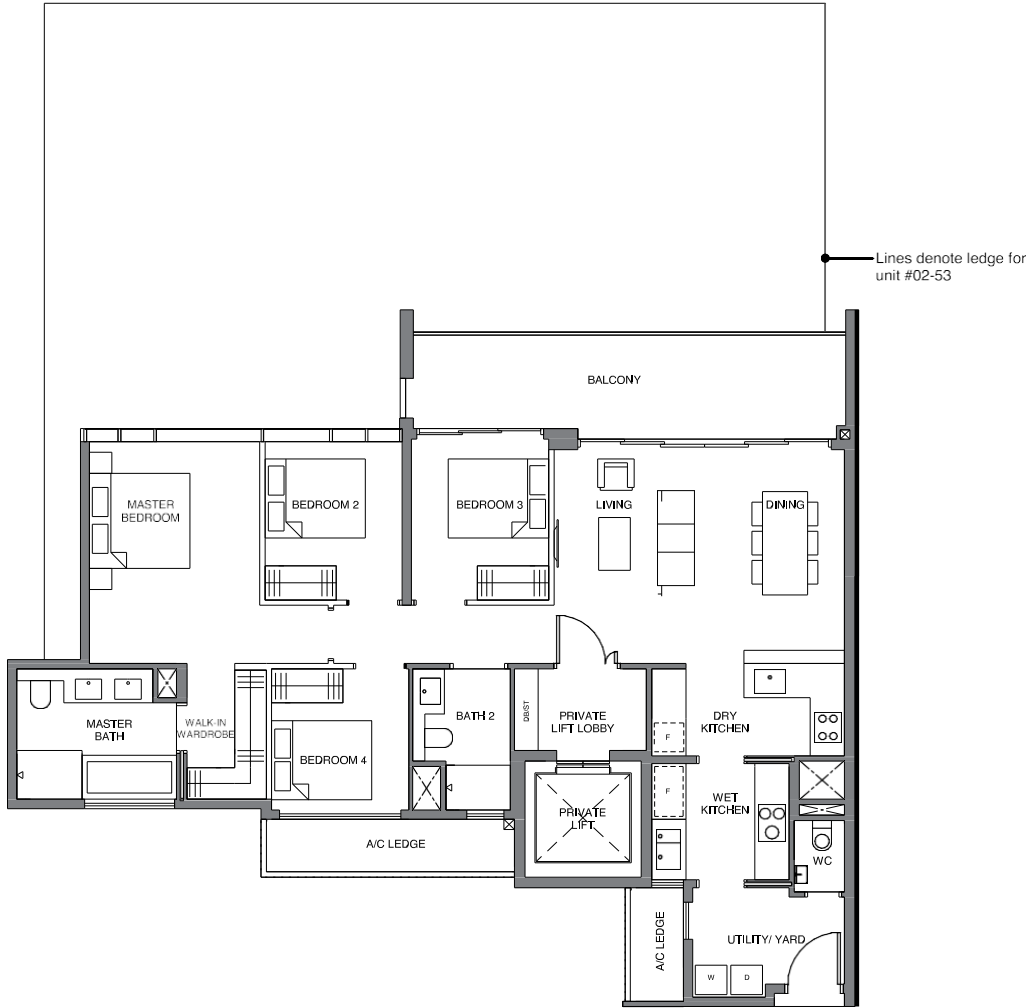 Lines denote ledge for
unit #02-53
BALCONY
MASTER
BEDROOM
BEDROOM 2
BEDROOM 3
LIVING
DINING
MASTER
BATH
WALK-IN
WARDROBE
BEDROOM 4
BATH 2
DB/ST
PRIVATE
LIFT LOBBY
F
DRY
KITCHEN
PRIVATE
LIFT
F
WET
KITCHEN
A/C LEDGE
WC
A/C LEDGE
UTILITY/ YARD
W
D